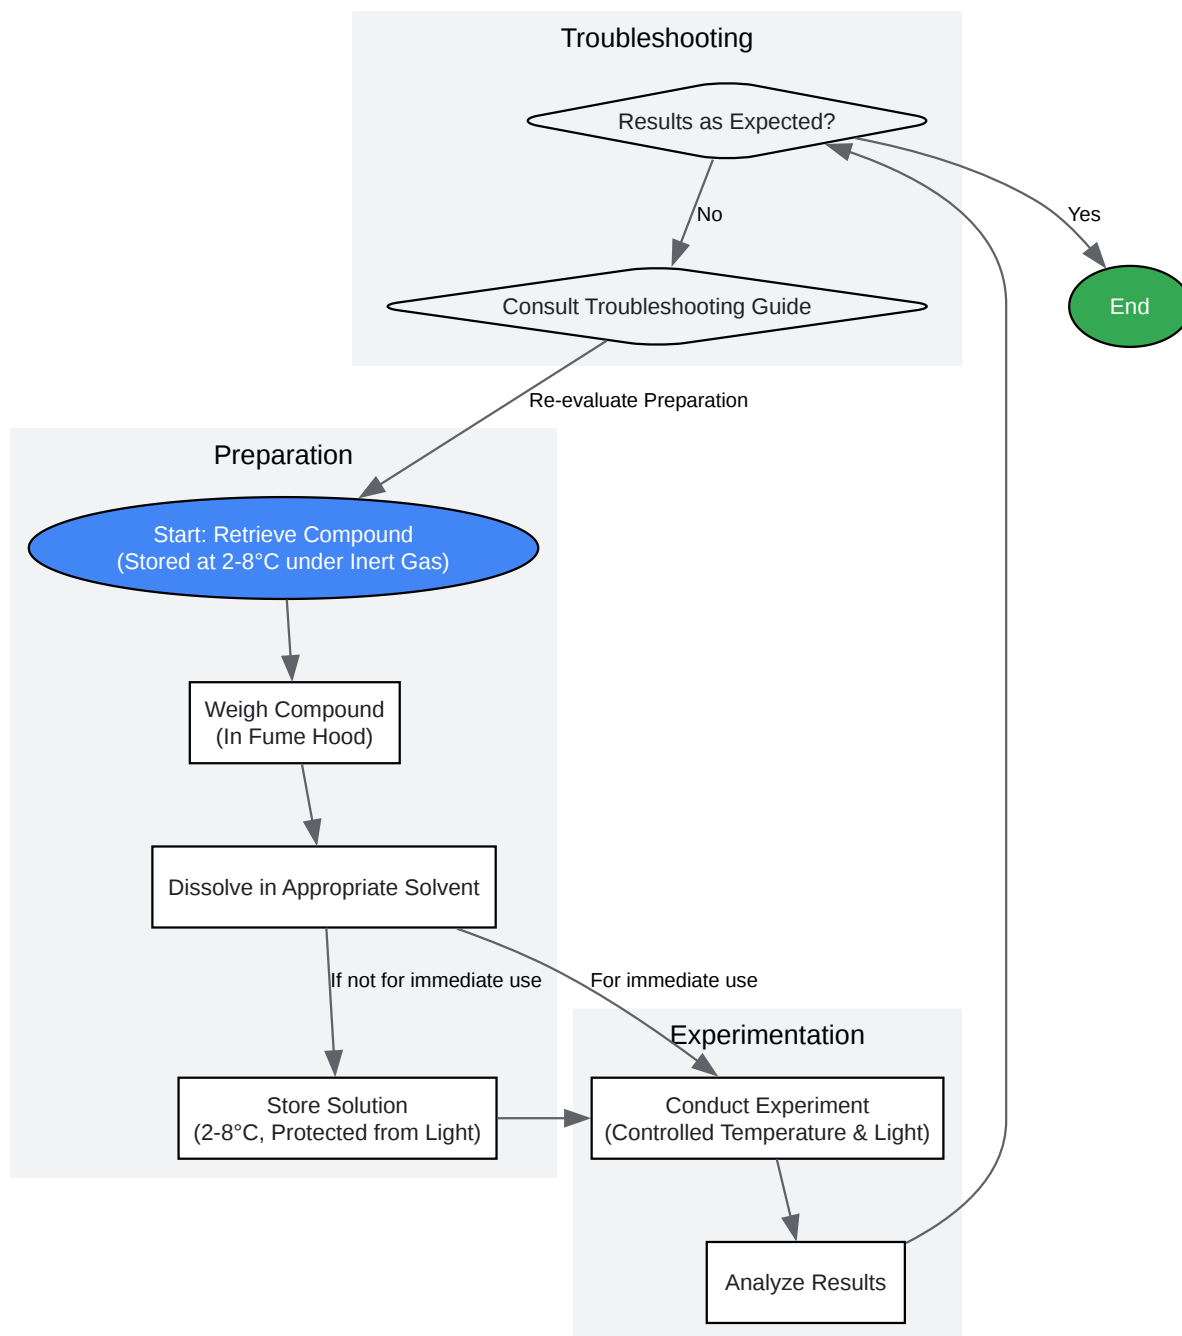 Troubleshooting
Results as Expected?
No
Yes
Consult Troubleshooting Guide
End
Re-evaluate Preparation
Preparation
Start: Retrieve Compound
(Stored at 2-8°C under Inert Gas)
Weigh Compound
(In Fume Hood)
Dissolve in Appropriate Solvent
If not for immediate use
For immediate use
Experimentation
Store Solution
(2-8°C, Protected from Light)
Conduct Experiment
(Controlled Temperature & Light)
Analyze Results